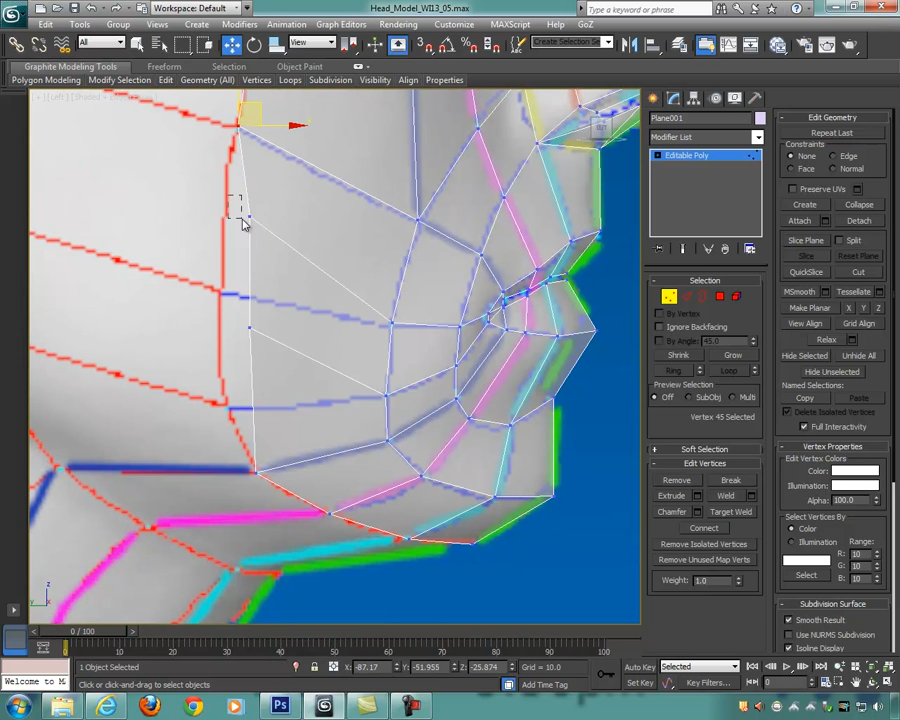 Workspace: Default
Head_Model_WII3_05.max
Type a keyword or phrase
Edit Tools Group Views Create Modifiers Animation Graph Editors Rendering Customize MAXScript Help GoZ
All
View
Create Selection Se
Graphite Modeling Tools Freeform Selection Object Paint
Polygon Modeling Modify Selection Edit Geometry (All) Vertices Loops Subdivision Visibility Align Properties
Plane001
Modifier List
Editable Poly
Selection
By Vertex
Ignore Backfacing
By Angle: 45.0
Shrink Grow
Ring Loop
Preview Selection
Off SubObj Multi
Vertex 45 Selected
Soft Selection
Edit Vertices
Remove Break
Extrude Weld
Chamfer Target Weld
Connect
Remove Isolated Vertices
Remove Unused Map Verts
Weight: 1.0
Edit Geometry
Repeat Last
Constraints
None Edge
Face Normal
Preserve UVs
Create Collapse
Attach Detach
Slice Plane Split
Slice Reset Plane
QuickSlice Cut
MSmooth Tessellate
Make Planar X Y Z
View Align Grid Align
Relax
Hide Selected Unhide All
Hide Unselected
Named Selections:
Copy Paste
Delete Isolated Vertices
Full Interactivity
Vertex Properties
Edit Vertex Colors
Color:
Illumination:
Alpha: 100.0
Select Vertices By
Color Range:
Illumination R: 10
G: 10
Select B: 10
Subdivision Surface
Smooth Result
Use NURMS Subdivision
Isoline Display
z
y
0 / 100
0 10 20 30 40 50 60 70 80 90 100
1 Object Selected
X: -87.17 Y: -51.955 Z: -25.874 Grid = 10.0
Auto Key Selected
Welcome to M
Click or click-and-drag to select objects
Add Time Tag
Set Key Key Filters...
0
Ps